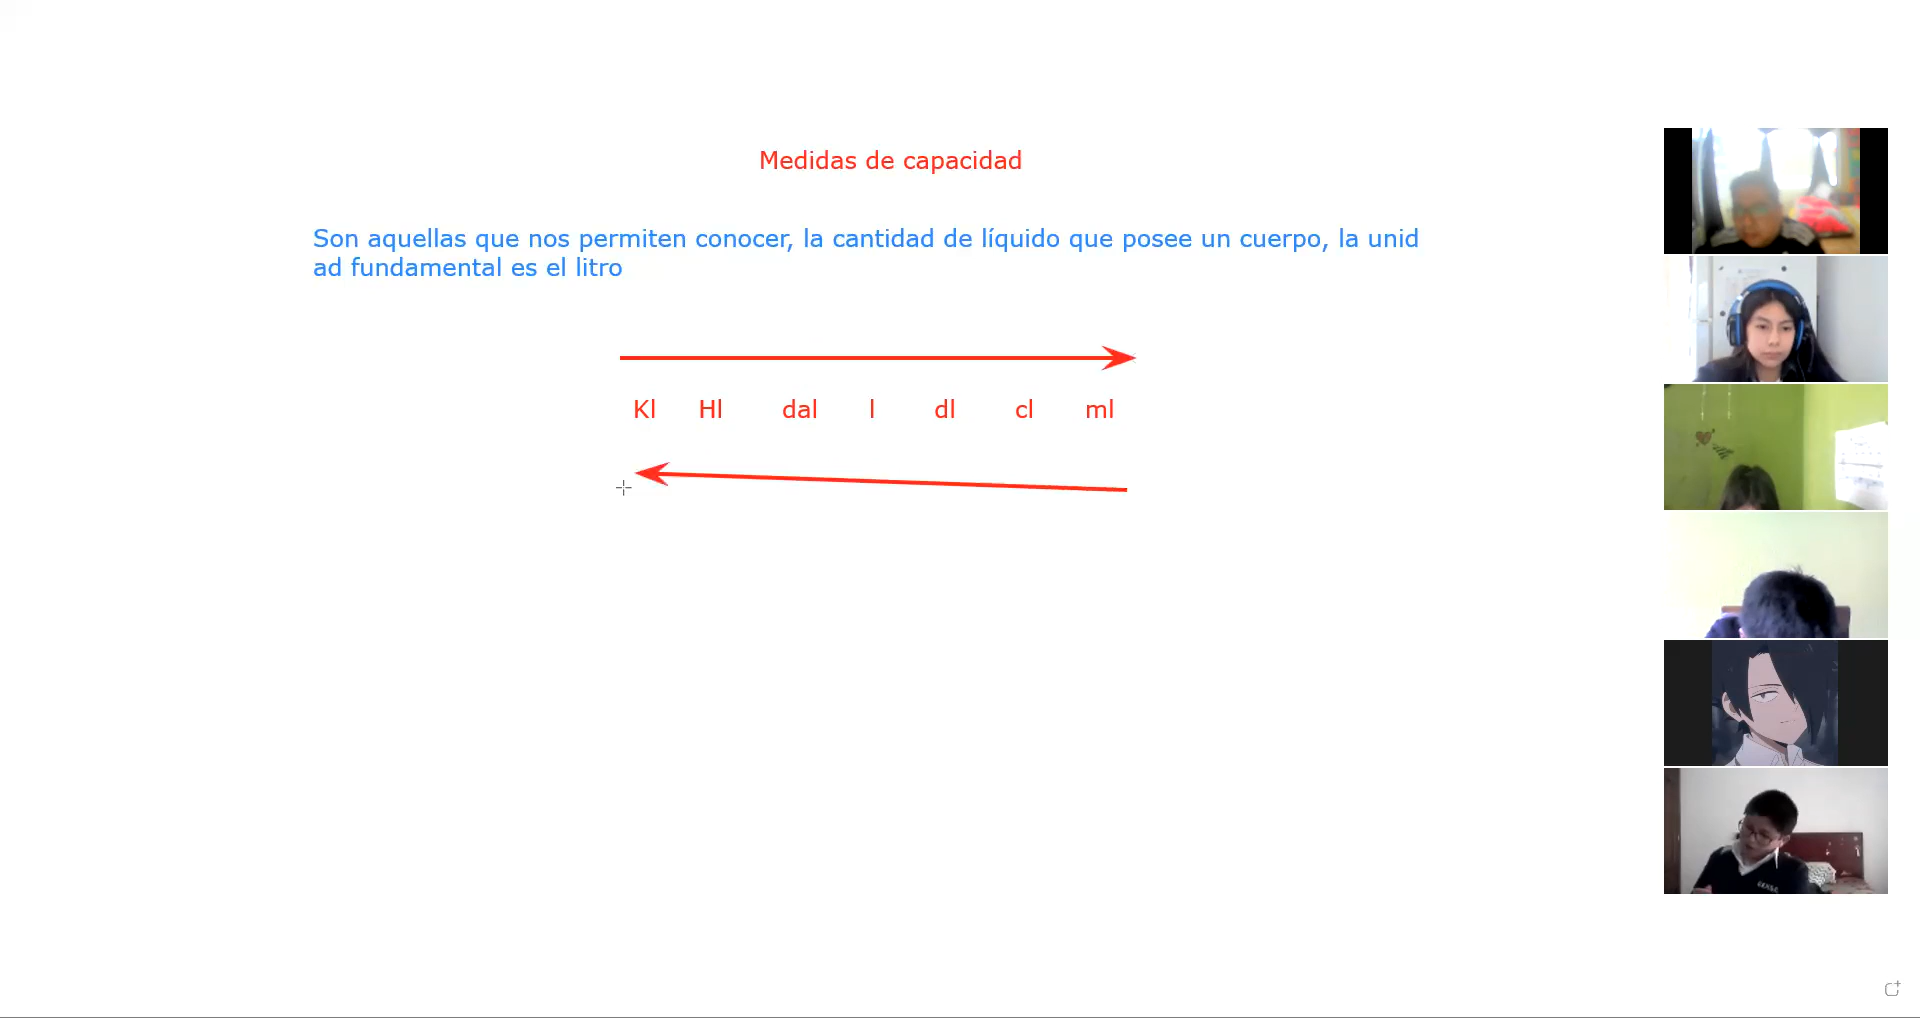 Medidas de capacidad
Son aquellas que nos permiten conocer, la cantidad de líquido que posee un cuerpo, la unid
ad fundamental es el litro
Kl Hl dal l dl cl ml